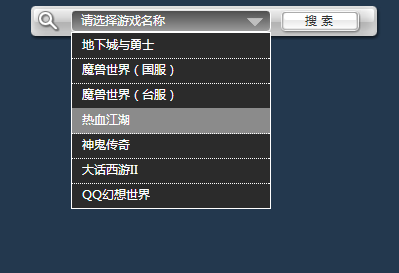 请选择游戏名称
搜 索
地下城与勇士
魔兽世界（国服）
魔兽世界（台服）
热血江湖
神鬼传奇
大话西游II
QQ幻想世界